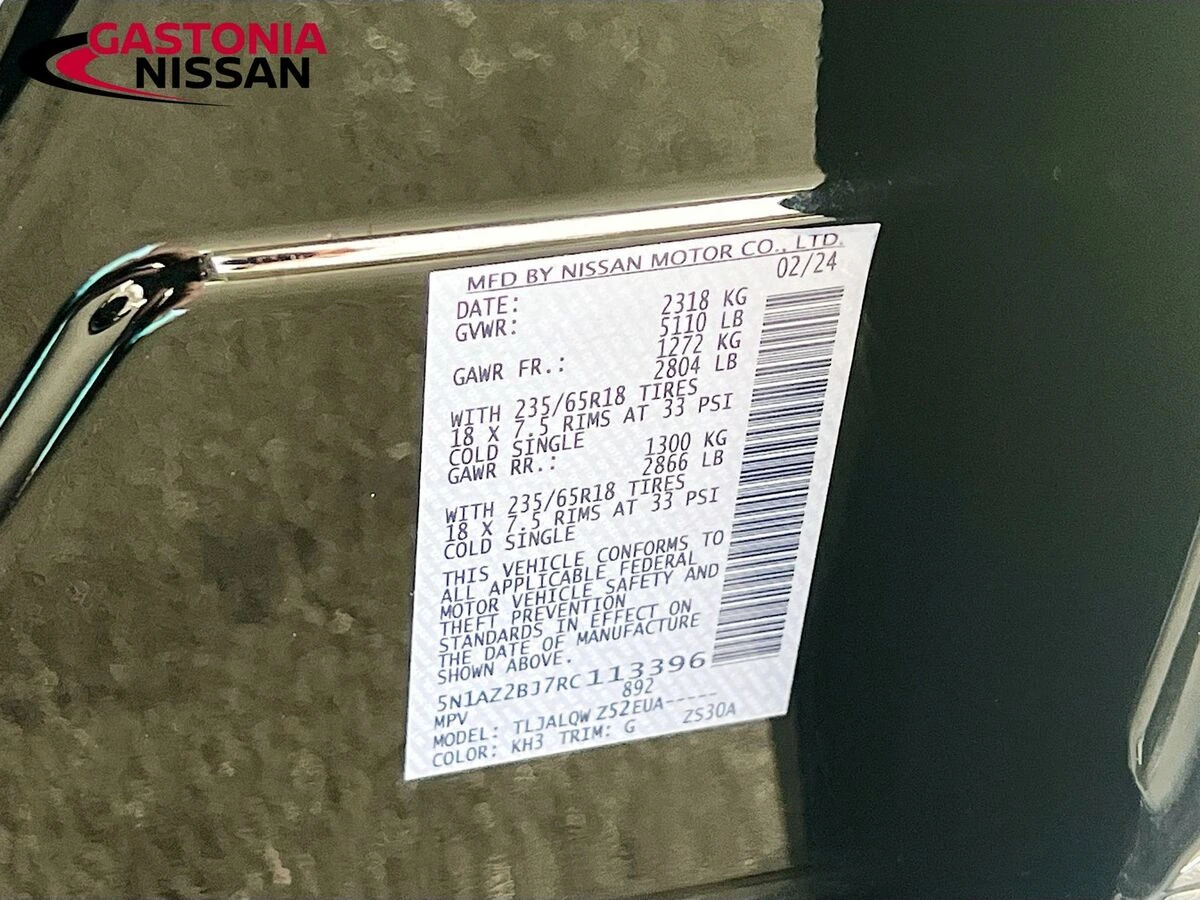 GASTONIA
NISSAN
MFD BY NISSAN MOTOR CO., LTD.
DATE: 02/24
GVWR: 2318 KG
5110 LB
GAWR FR.: 1272 KG
2804 LB
WITH 235/65R18 TIRES
18 X 7.5 RIMS AT 33 PSI
COLD SINGLE
GAWR RR.: 1300 KG
2866 LB
WITH 235/65R18 TIRES
18 X 7.5 RIMS AT 33 PSI
COLD SINGLE
THIS VEHICLE CONFORMS TO
ALL APPLICABLE FEDERAL
MOTOR VEHICLE SAFETY AND
THEFT PREVENTION
STANDARDS IN EFFECT ON
THE DATE OF MANUFACTURE
SHOWN ABOVE.
5N1AZ2BJ7RC113396
MPV 892
MODEL: TLJALQW Z52EUA-----
COLOR: KH3 TRIM: G ZS30A